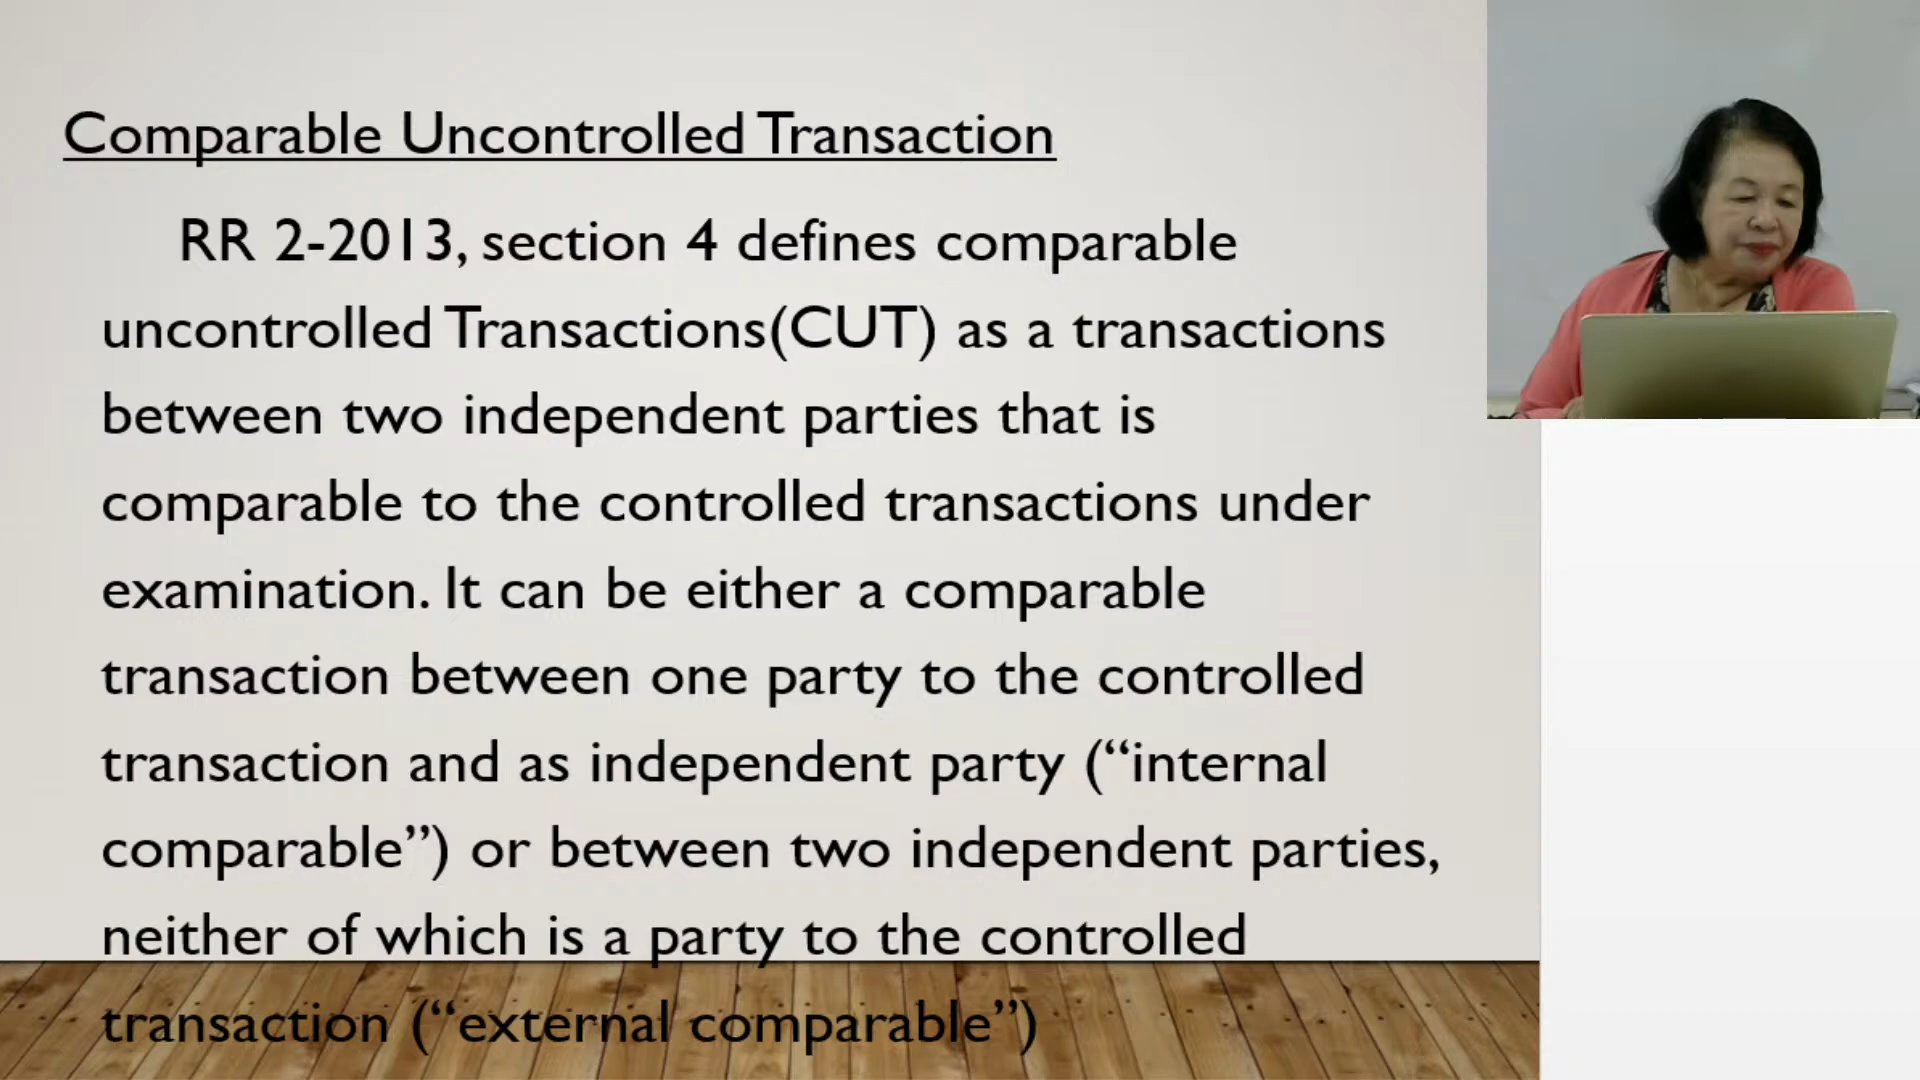 Comparable Uncontrolled Transaction
RR 2-2013, section 4 defines comparable
uncontrolled Transactions(CUT) as a transactions
between two independent parties that is
comparable to the controlled transactions under
examination. It can be either a comparable
transaction between one party to the controlled
transaction and as independent party (“internal
comparable”) or between two independent parties,
neither of which is a party to the controlled
transaction (“external comparable”)